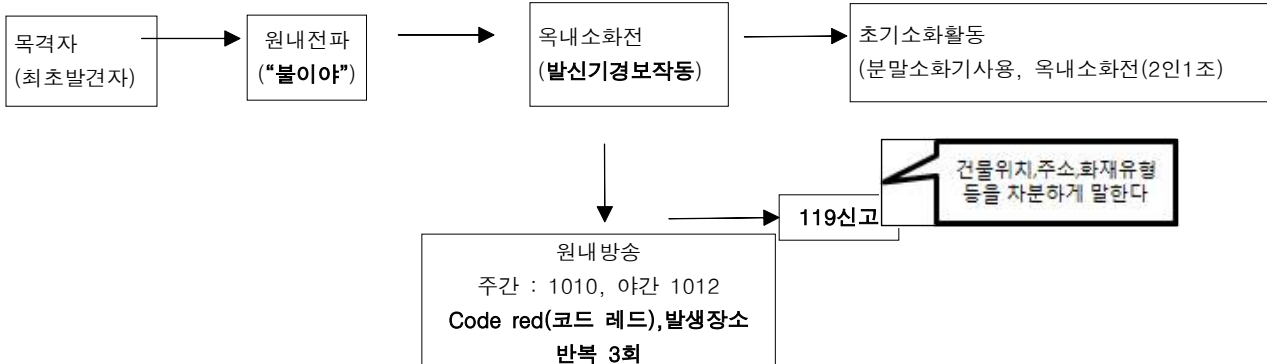 목격자
(최초발견자)
원내전파
(“불이야”)
옥내소화전
(발신기경보작동)
초기소화활동
(분말소화기사용, 옥내소화전(2인1조)
건물위치,주소,화재유형
등을 차분하게 말한다
119신고
원내방송
주간 : 1010, 야간 1012
Code red(코드 레드),발생장소
반복 3회